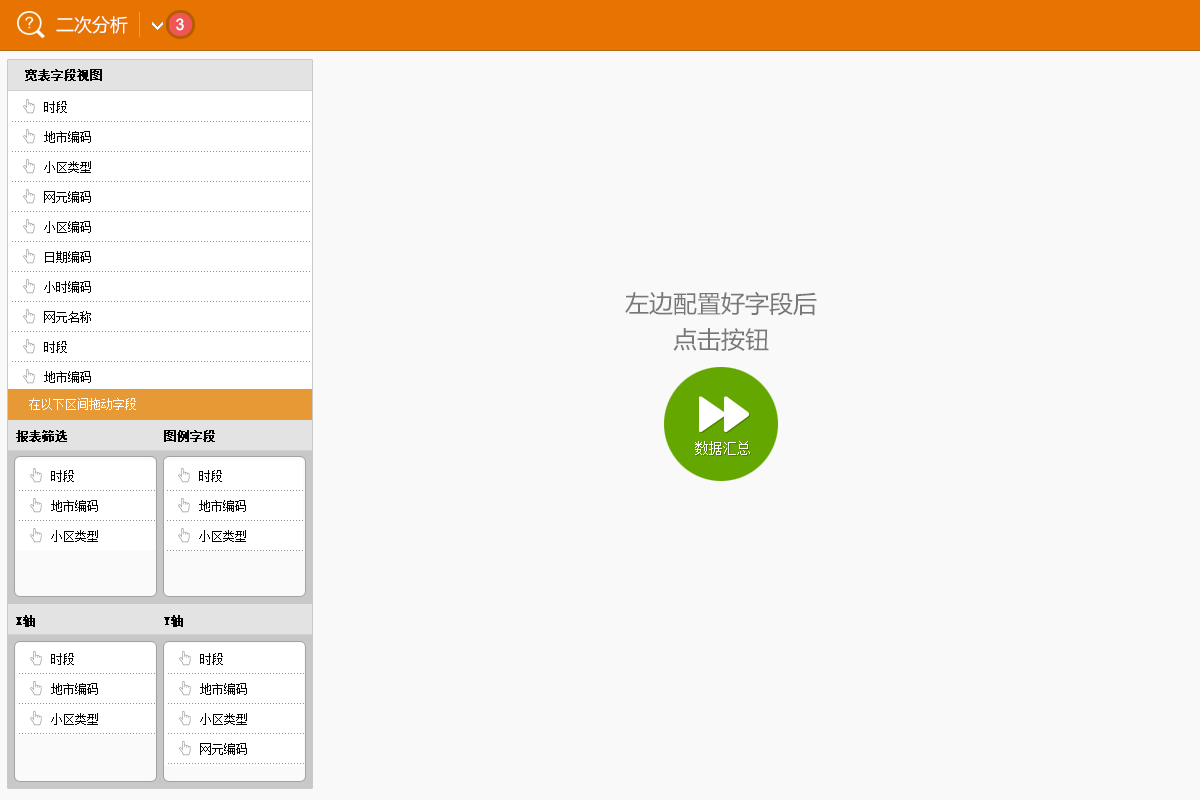 二次分析 3
宽表字段视图
时段
地市编码
小区类型
网元编码
小区编码
日期编码
小时编码
网元名称
时段
地市编码
在以下区间拖动字段
报表筛选
时段
地市编码
小区类型
图例字段
时段
地市编码
小区类型
X轴
时段
地市编码
小区类型
Y轴
时段
地市编码
小区类型
网元编码
左边配置好字段后
点击按钮
数据汇总